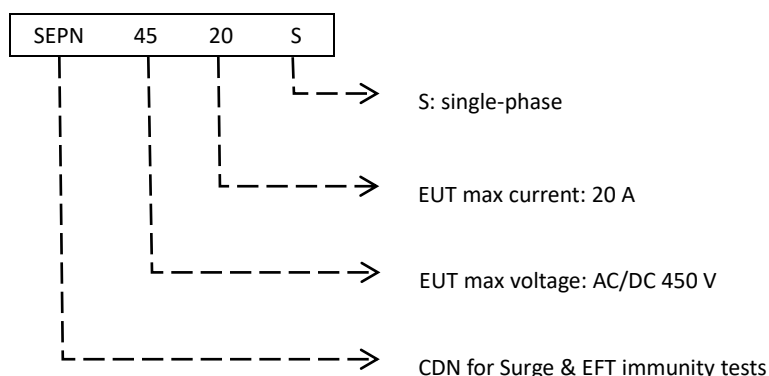 SEPN 45 20 S
S: single-phase
EUT max current: 20 A
EUT max voltage: AC/DC 450 V
CDN for Surge & EFT immunity tests